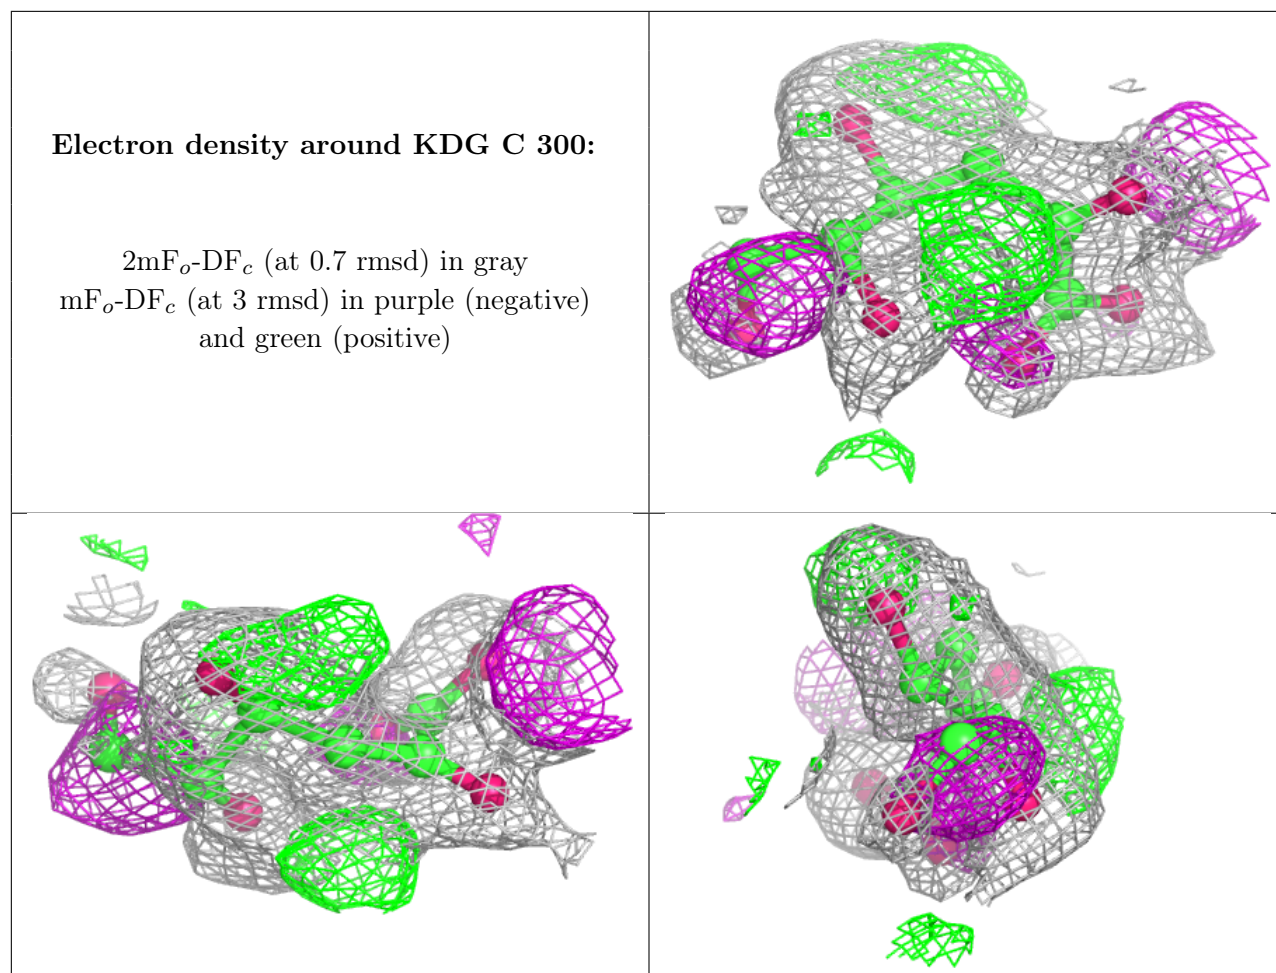 Electron density around KDG C 300:
2mFo-DFc (at 0.7 rmsd) in gray
mFo-DFc (at 3 rmsd) in purple (negative)
and green (positive)